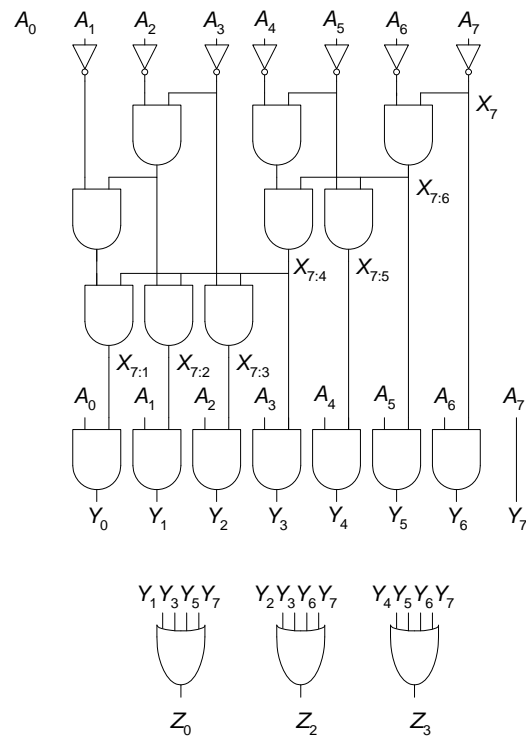 A0 A1 A2 A3 A4 A5 A6 A7
X7
X7:6
X7:4 X7:5
X7:1 X7:2 X7:3
A0 A1 A2 A3 A4 A5 A6 A7
Y0 Y1 Y2 Y3 Y4 Y5 Y6 Y7
Y1 Y3 Y5 Y7 Y2 Y3 Y6 Y7 Y4 Y5 Y6 Y7
Z0 Z2 Z3